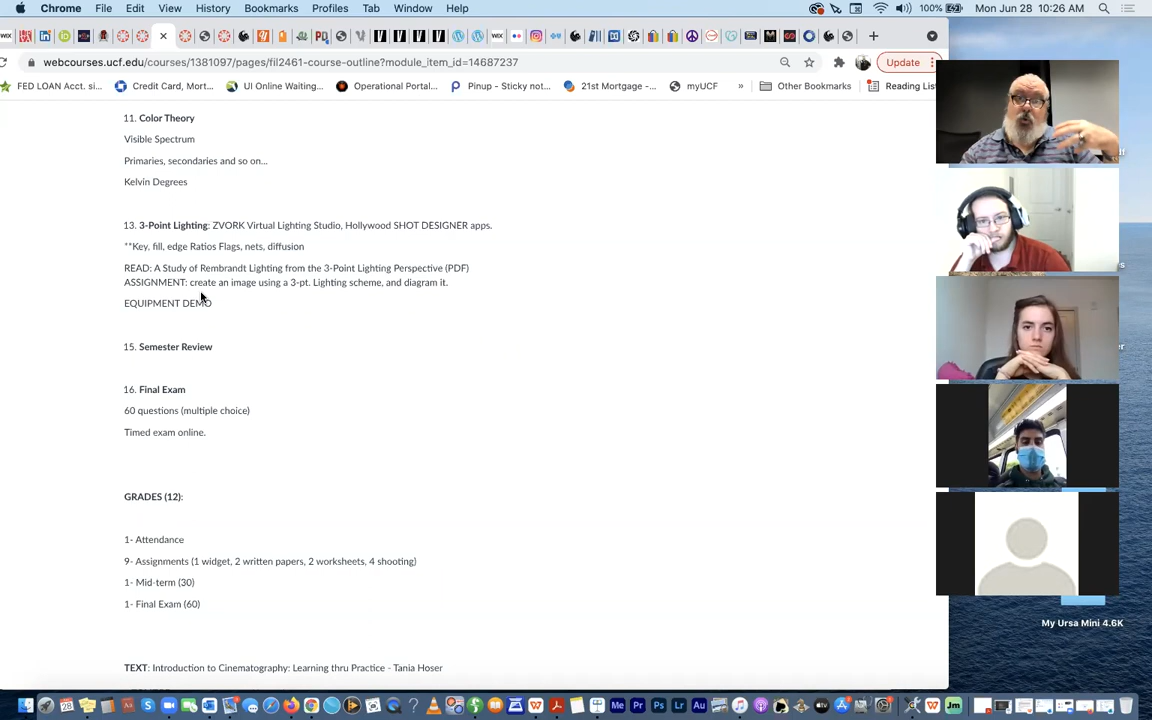 Chrome File Edit View History Bookmarks Profiles Tab Window Help
100% Mon Jun 28 10:26 AM
webcourses.ucf.edu/courses/1381097/pages/fil2461-course-outline?module_item_id=14687237
Update
FED LOAN Acct. si... Credit Card, Mort... UI Online Waiting... Operational Portal... Pinup - Sticky not... 21st Mortgage -... myUCF » Other Bookmarks Reading List
11. Color Theory
Visible Spectrum
Primaries, secondaries and so on...
Kelvin Degrees
13. 3-Point Lighting: ZVORK Virtual Lighting Studio, Hollywood SHOT DESIGNER apps.
**Key, fill, edge Ratios Flags, nets, diffusion
READ: A Study of Rembrandt Lighting from the 3-Point Lighting Perspective (PDF)
ASSIGNMENT: create an image using a 3-pt. Lighting scheme, and diagram it.
EQUIPMENT DEMO
15. Semester Review
16. Final Exam
60 questions (multiple choice)
Timed exam online.
GRADES (12):
1- Attendance
9- Assignments (1 widget, 2 written papers, 2 worksheets, 4 shooting)
1- Mid-term (30)
1- Final Exam (60)
TEXT: Introduction to Cinematography: Learning thru Practice - Tania Hoser
My Ursa Mini 4.6K